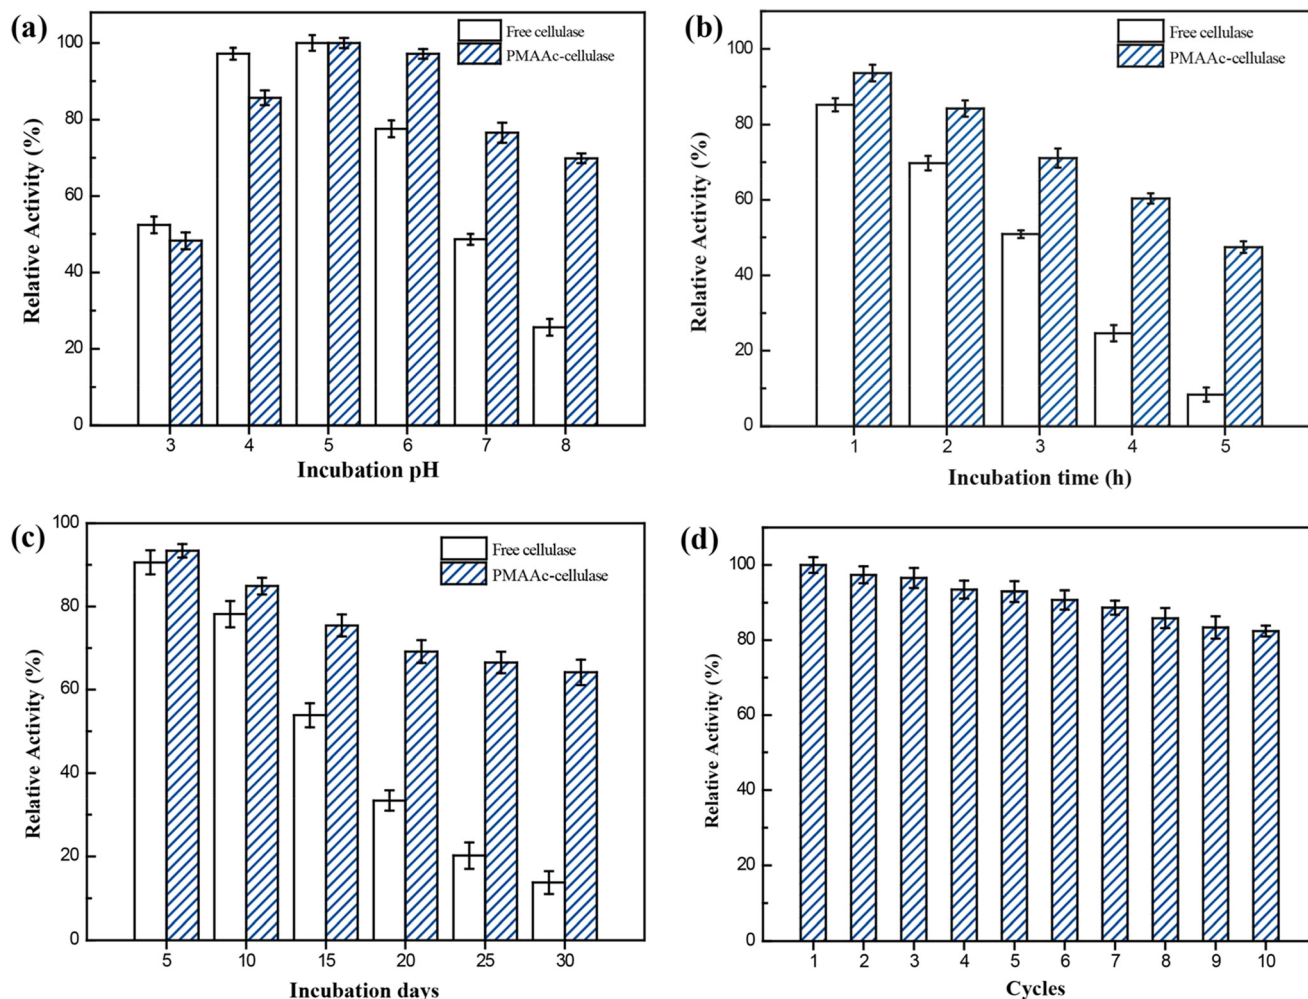 (a)
Free cellulase
PMAAc-cellulase
Relative Activity (%)
100
80
60
40
20
0
3 4 5 6 7 8
Incubation pH
(b)
Free cellulase
PMAAc-cellulase
Relative Activity (%)
100
80
60
40
20
0
1 2 3 4 5
Incubation time (h)
(c)
Free cellulase
PMAAc-cellulase
Relative Activity (%)
100
80
60
40
20
0
5 10 15 20 25 30
Incubation days
(d)
Relative Activity (%)
100
80
60
40
20
0
1 2 3 4 5 6 7 8 9 10
Cycles